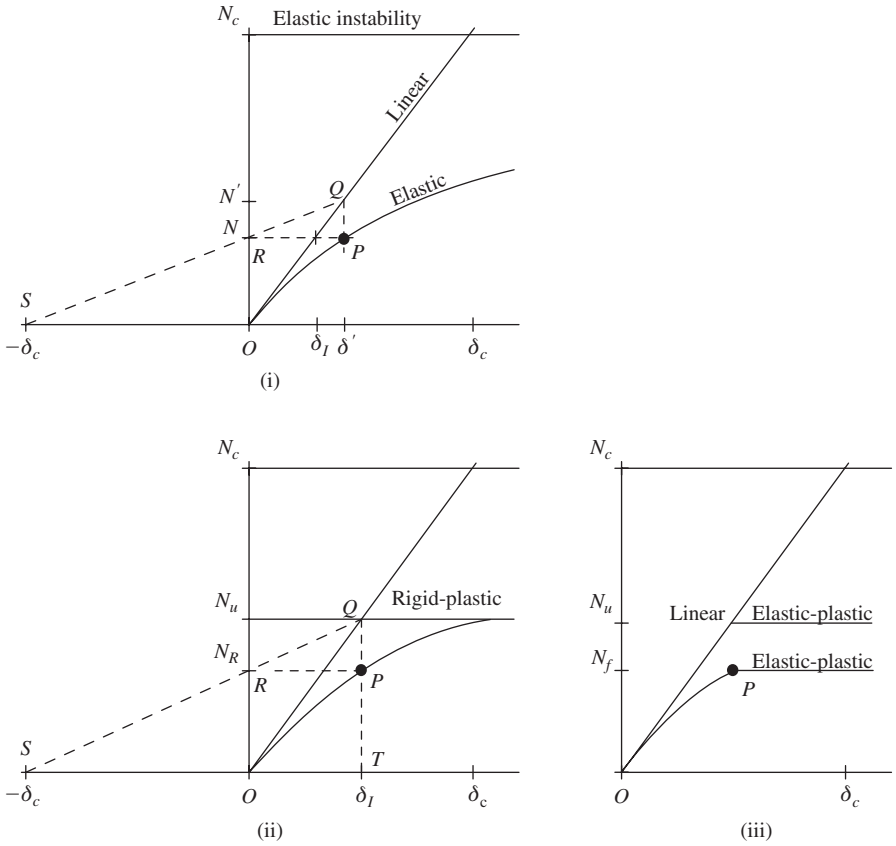 N_c Elastic instability
Linear
N' Q Elastic
N R P
S
−δ_c O δ_I δ' δ_c
(i)
N_c N_c
N_u Q Rigid-plastic N_u Linear Elastic-plastic
N_R R P N_f Elastic-plastic P
S T
−δ_c O δ_I δ_c O δ_c
(ii) (iii)